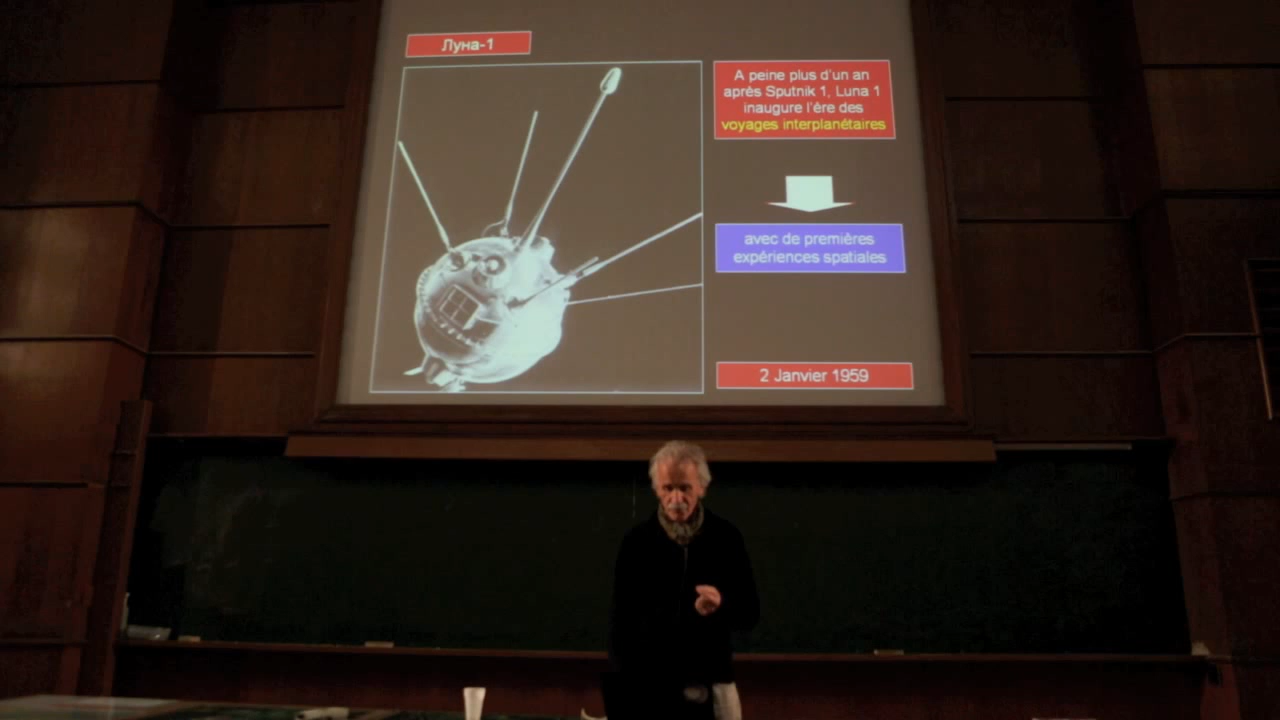 Луна-1
A peine plus d'un an
après Sputnik 1, Luna 1
inaugure l'ère des
voyages interplanétaires
avec de premières
expériences spatiales
2 Janvier 1959